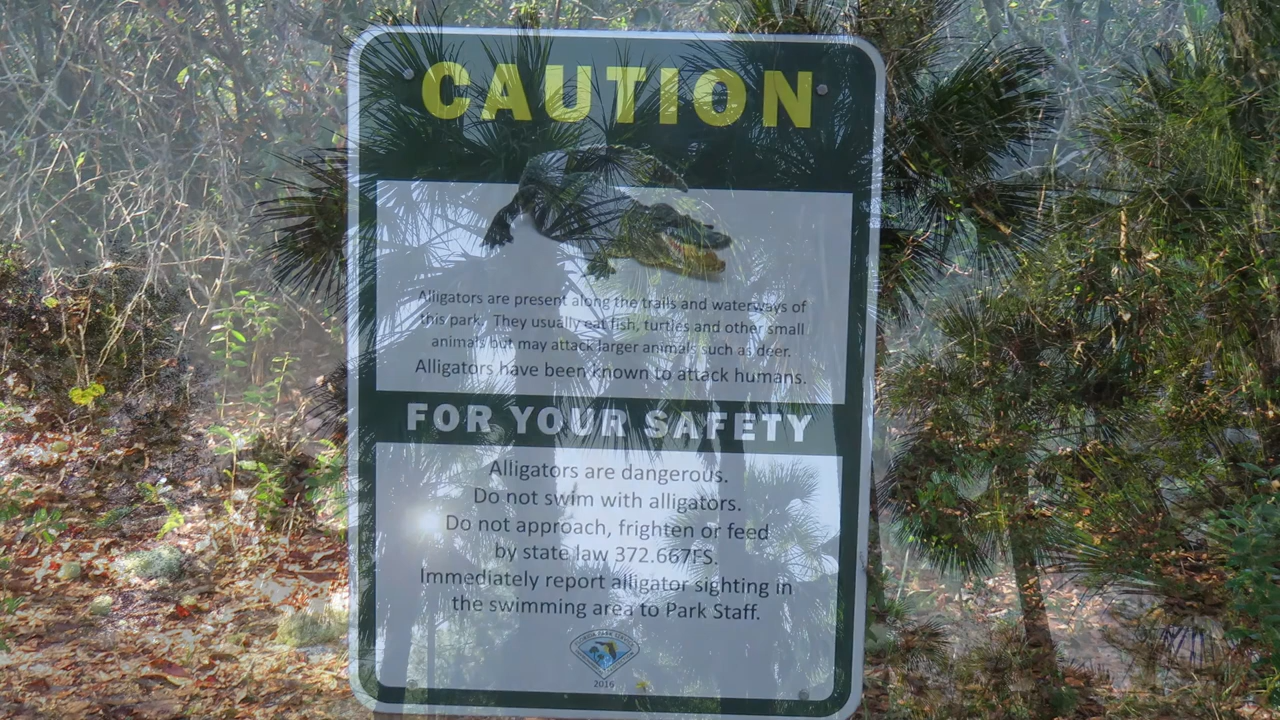 CAUTION
Alligators are present along the trails and waterways of
this park. They usually eat fish, turtles and other small
animals but may attack larger animals such as deer.
Alligators have been known to attack humans.
FOR YOUR SAFETY
Alligators are dangerous.
Do not swim with alligators.
Do not approach, frighten or feed
by state law 372.667FS.
Immediately report alligator sighting in
the swimming area to Park Staff.
FLORIDA PARK SERVICE
2016